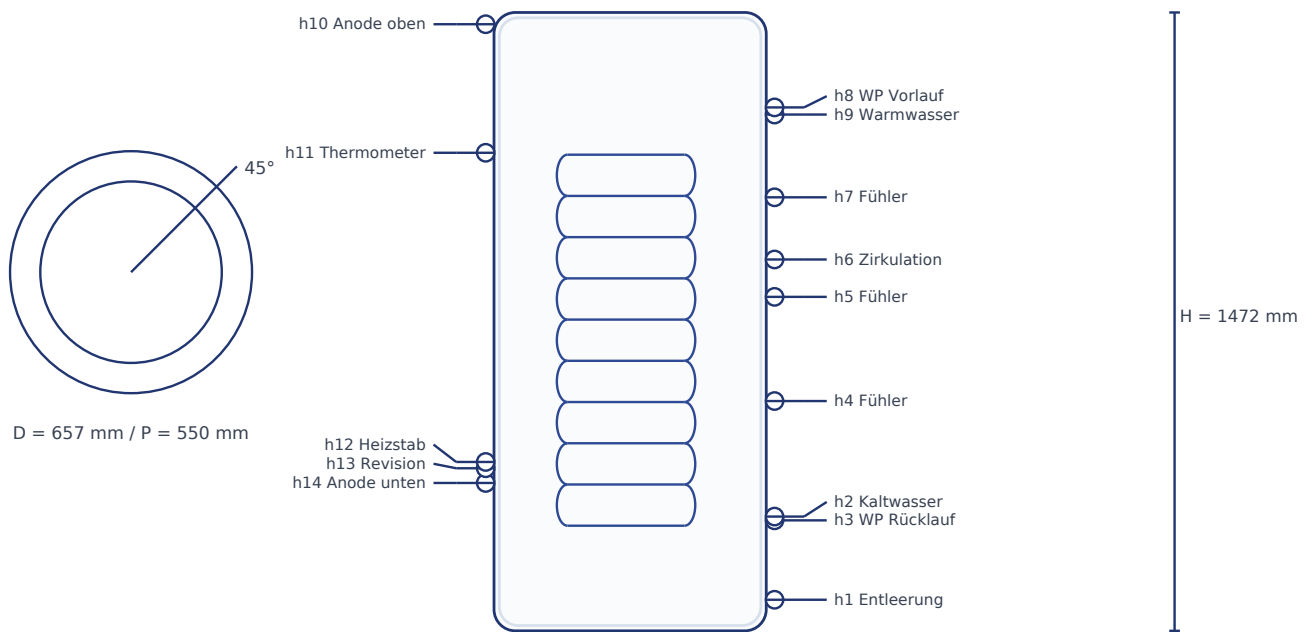 h10 Anode oben
h8 WP Vorlauf
h9 Warmwasser
45°
h11 Thermometer
h7 Fühler
h6 Zirkulation
h5 Fühler
H = 1472 mm
h4 Fühler
D = 657 mm / P = 550 mm
h12 Heizstab
h13 Revision
h14 Anode unten
h2 Kaltwasser
h3 WP Rücklauf
h1 Entleerung